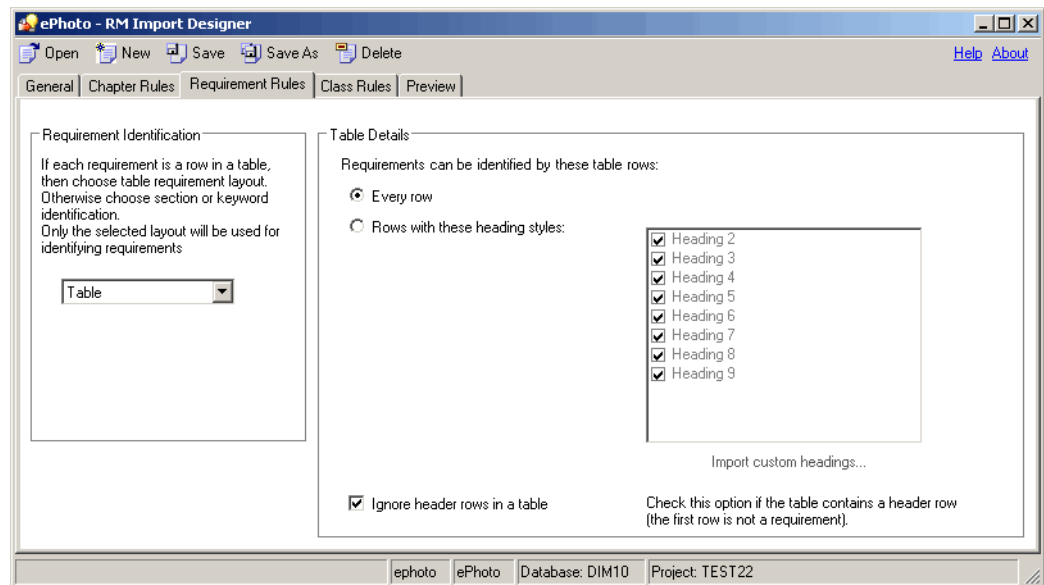 ePhoto - RM Import Designer
Open New Save Save As Delete Help About
General Chapter Rules Requirement Rules Class Rules Preview
Requirement Identification
If each requirement is a row in a table,
then choose table requirement layout.
Otherwise choose section or keyword
identification.
Only the selected layout will be used for
identifying requirements
Table
Table Details
Requirements can be identified by these table rows:
Every row
Rows with these heading styles:
Heading 2
Heading 3
Heading 4
Heading 5
Heading 6
Heading 7
Heading 8
Heading 9
Import custom headings...
Ignore header rows in a table
Check this option if the table contains a header row
(the first row is not a requirement).
ephoto ePhoto Database: DIM10 Project: TEST22